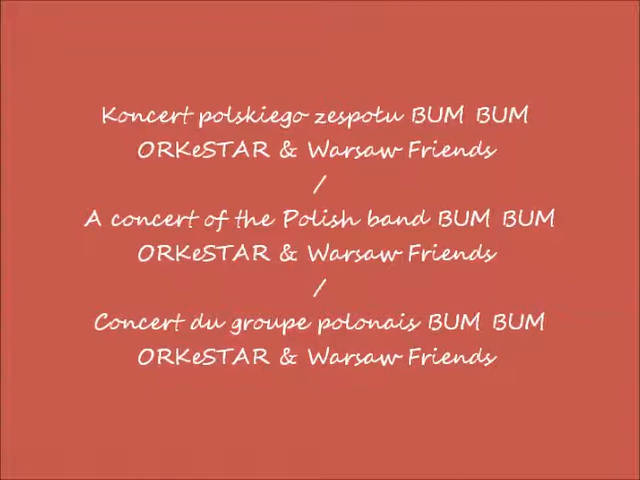 Koncert polskiego zespołu BUM BUM
ORKeSTAR & Warsaw Friends
/
A concert of the Polish band BUM BUM
ORKeSTAR & Warsaw Friends
/
Concert du groupe polonais BUM BUM
ORKeSTAR & Warsaw Friends